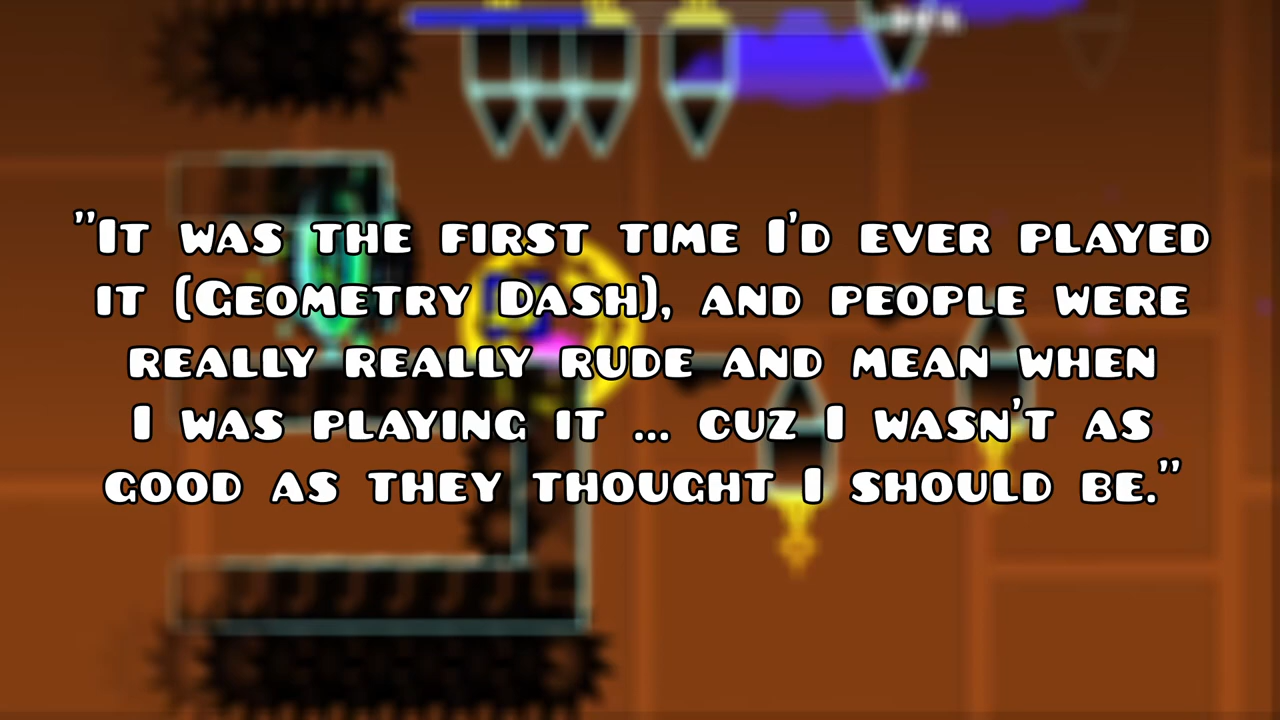 "It was the first time I'd ever played
it (Geometry Dash), and people were
really really rude and mean when
I was playing it ... cuz I wasn't as
good as they thought I should be."